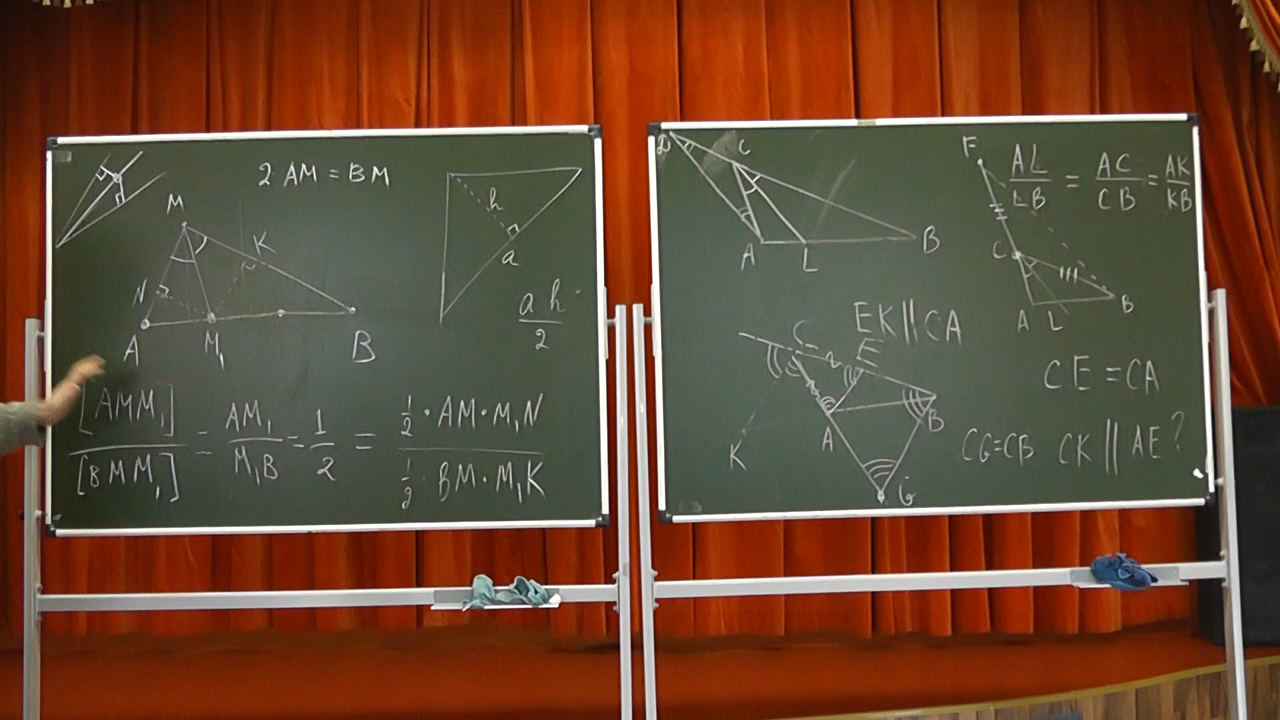 2 AM = BM
M
K
N
A
M₁
B
h
a
a h
2
[AMM₁] / [BMM₁] = AM₁ / M₁B = 1/2 = 1/2 · AM · M₁N / 1/2 · BM · M₁K
D
C
A
L
B
F
AL / LB = AC / CB = AK / KB
C
A
L
B
EK || CA
C
E
CE = CA
K
A
B
G
CG=CB CK || AE ?